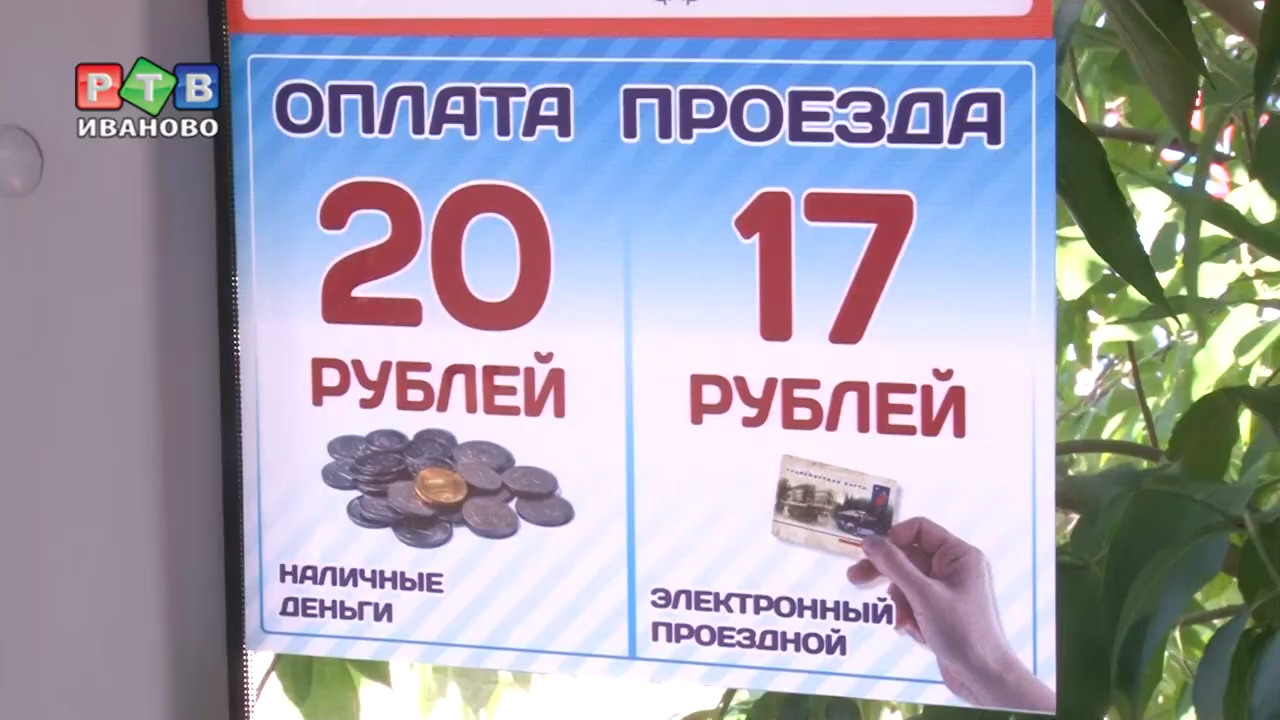 РТВ
ИВАНОВО
ОПЛАТА ПРОЕЗДА
20
РУБЛЕЙ
НАЛИЧНЫЕ
ДЕНЬГИ
17
РУБЛЕЙ
ЭЛЕКТРОННЫЙ
ПРОЕЗДНОЙ